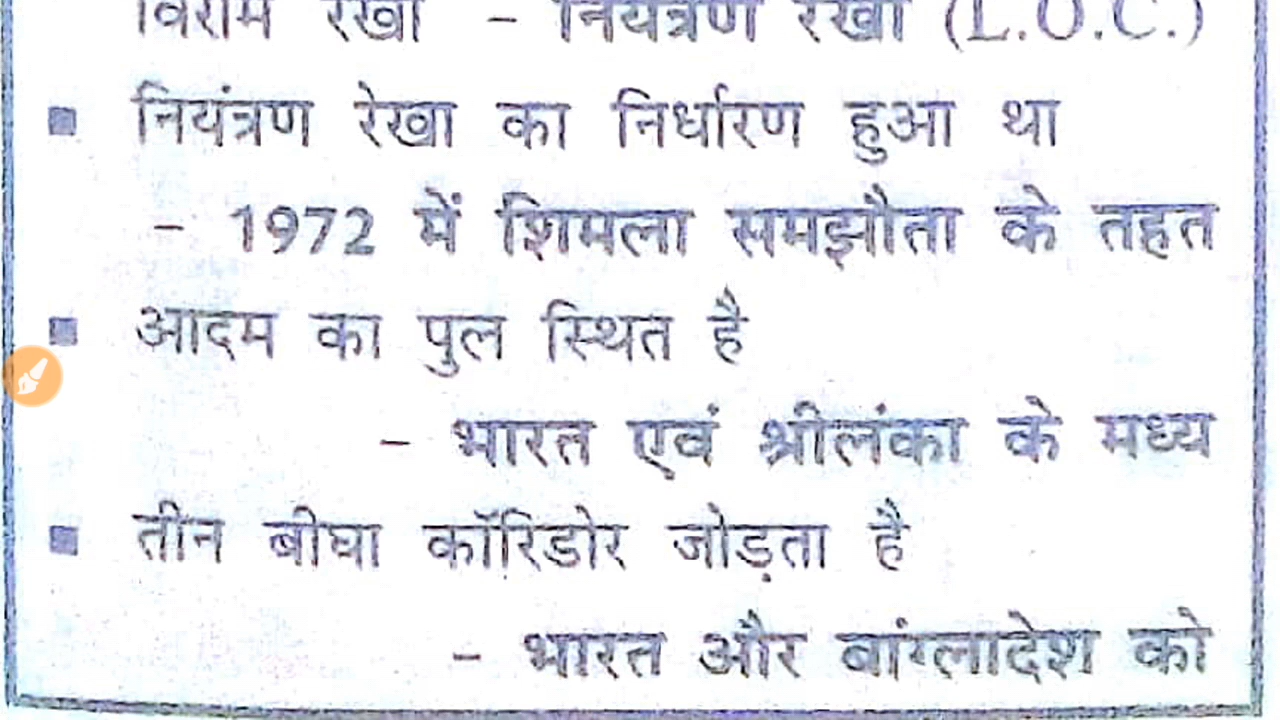 विराम रेखा - नियंत्रण रेखा (L.O.C.)
▪ नियंत्रण रेखा का निर्धारण हुआ था
- 1972 में शिमला समझौता के तहत
▪ आदम का पुल स्थित है
- भारत एवं श्रीलंका के मध्य
▪ तीन बीघा कॉरिडोर जोड़ता है
- भारत और बांग्लादेश को